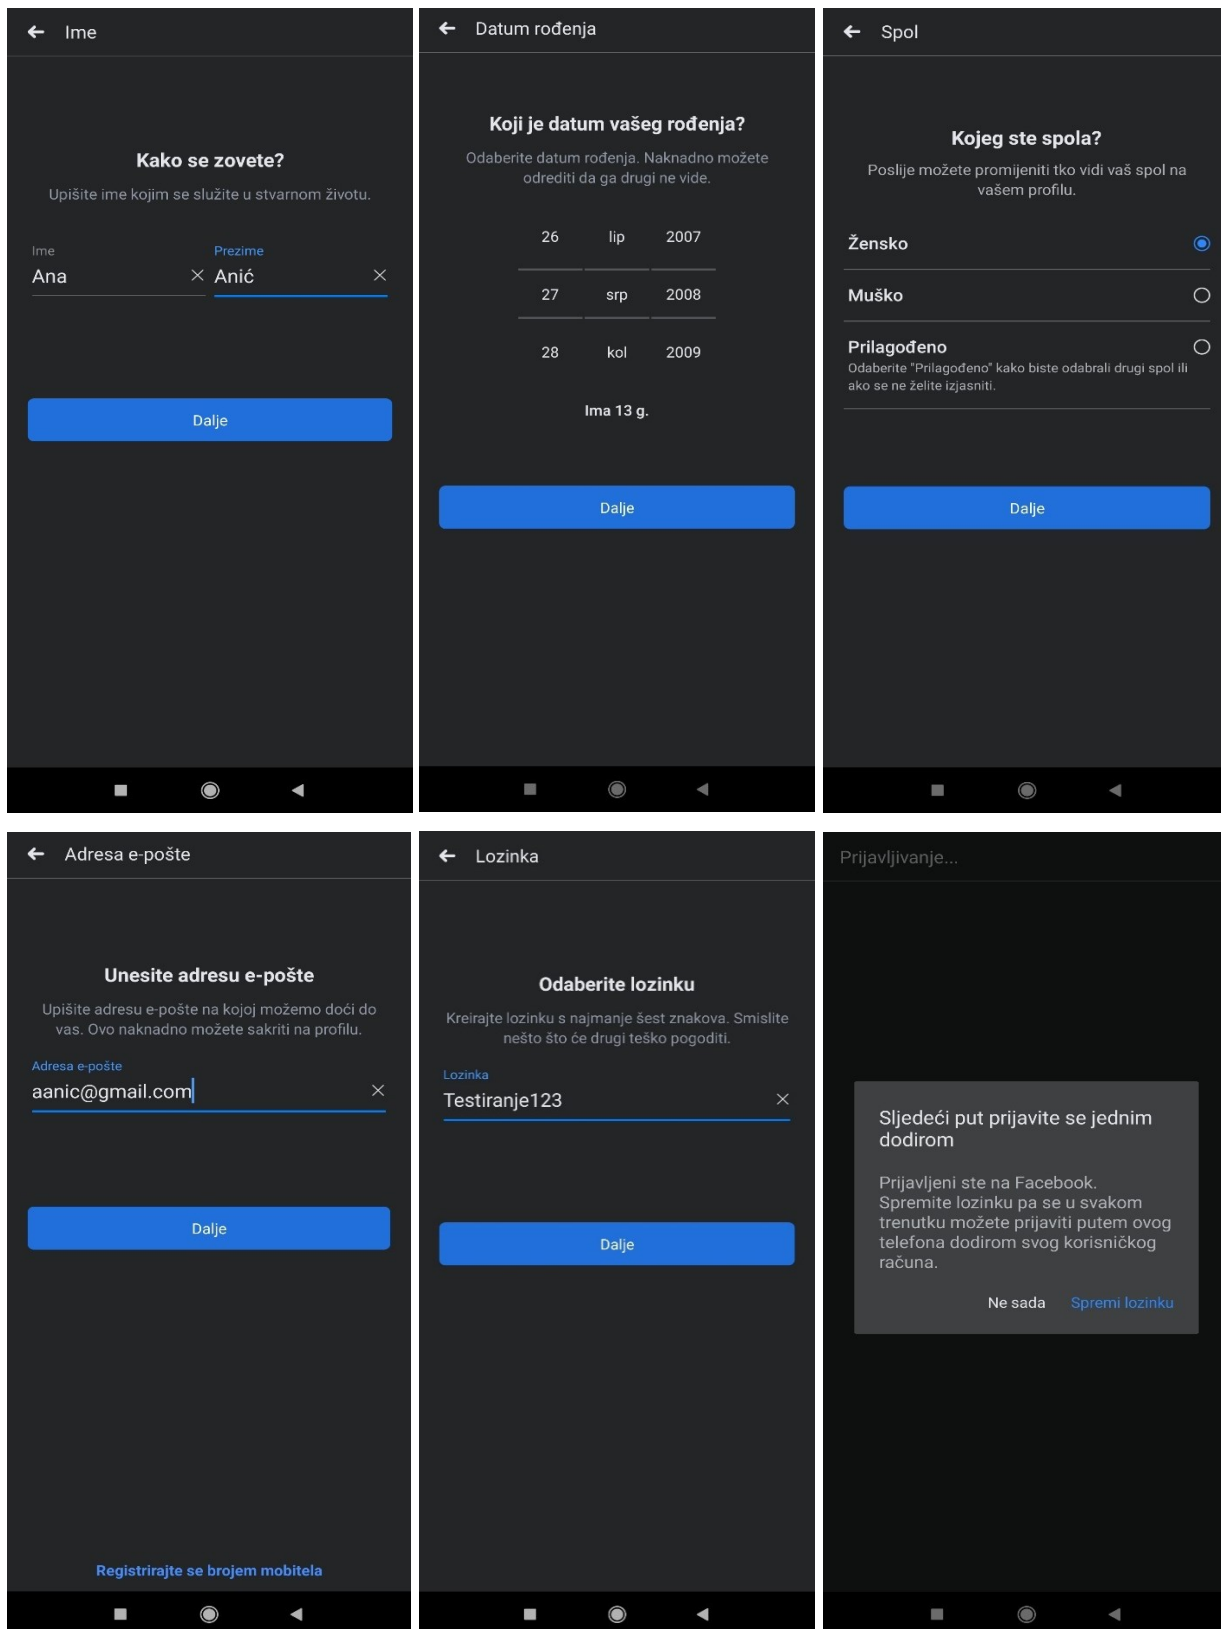 Ime
Kako se zovete?
Upišite ime kojim se služite u stvarnom životu.
Ime Prezime
Ana Anić
Dalje
Datum rođenja
Koji je datum vašeg rođenja?
Odaberite datum rođenja. Naknadno možete
odrediti da ga drugi ne vide.
26 lip 2007
27 srp 2008
28 kol 2009
Ima 13 g.
Dalje
Spol
Kojeg ste spola?
Poslije možete promijeniti tko vidi vaš spol na
vašem profilu.
Žensko
Muško
Prilagođeno
Odaberite "Prilagođeno" kako biste odabrali drugi spol ili
ako se ne želite izjasniti.
Dalje
Adresa e-pošte
Unesite adresu e-pošte
Upišite adresu e-pošte na kojoj možemo doći do
vas. Ovo naknadno možete sakriti na profilu.
Adresa e-pošte
aanic@gmail.com
Dalje
Registrirajte se brojem mobitela
Lozinka
Odaberite lozinku
Kreirajte lozinku s najmanje šest znakova. Smislite
nešto što će drugi teško pogoditi.
Lozinka
Testiranje123
Dalje
Prijavljivanje...
Sljedeći put prijavite se jednim
dodirom
Prijavljeni ste na Facebook.
Spremite lozinku pa se u svakom
trenutku možete prijaviti putem ovog
telefona dodirom svog korisničkog
računa.
Ne sada Spremi lozinku